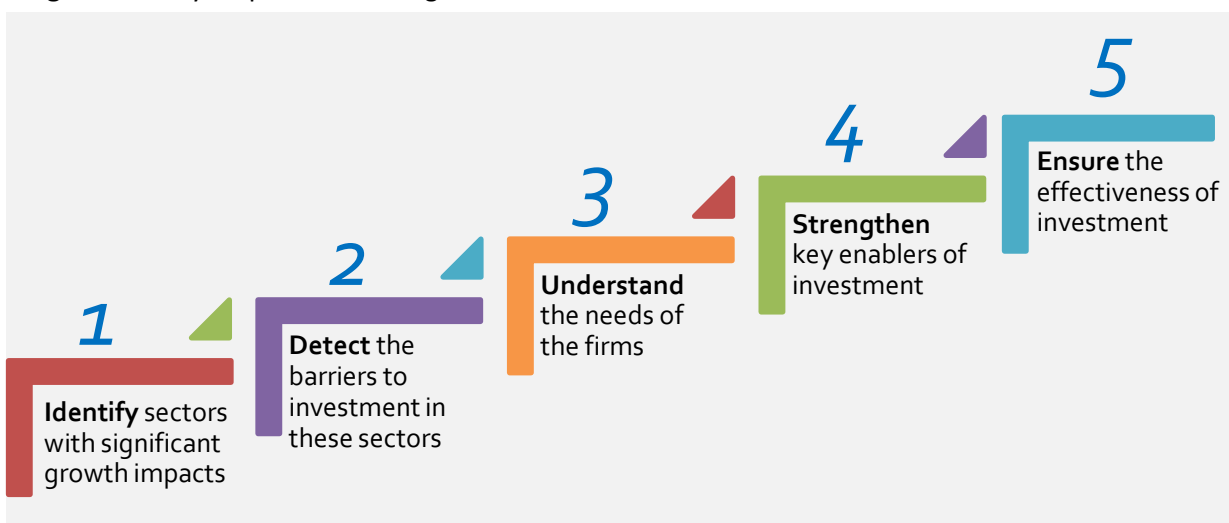 1
Identify sectors
with significant
growth impacts
2
Detect the
barriers to
investment in
these sectors
3
Understand
the needs of
the firms
4
Strengthen
key enablers of
investment
5
Ensure the
effectiveness of
investment